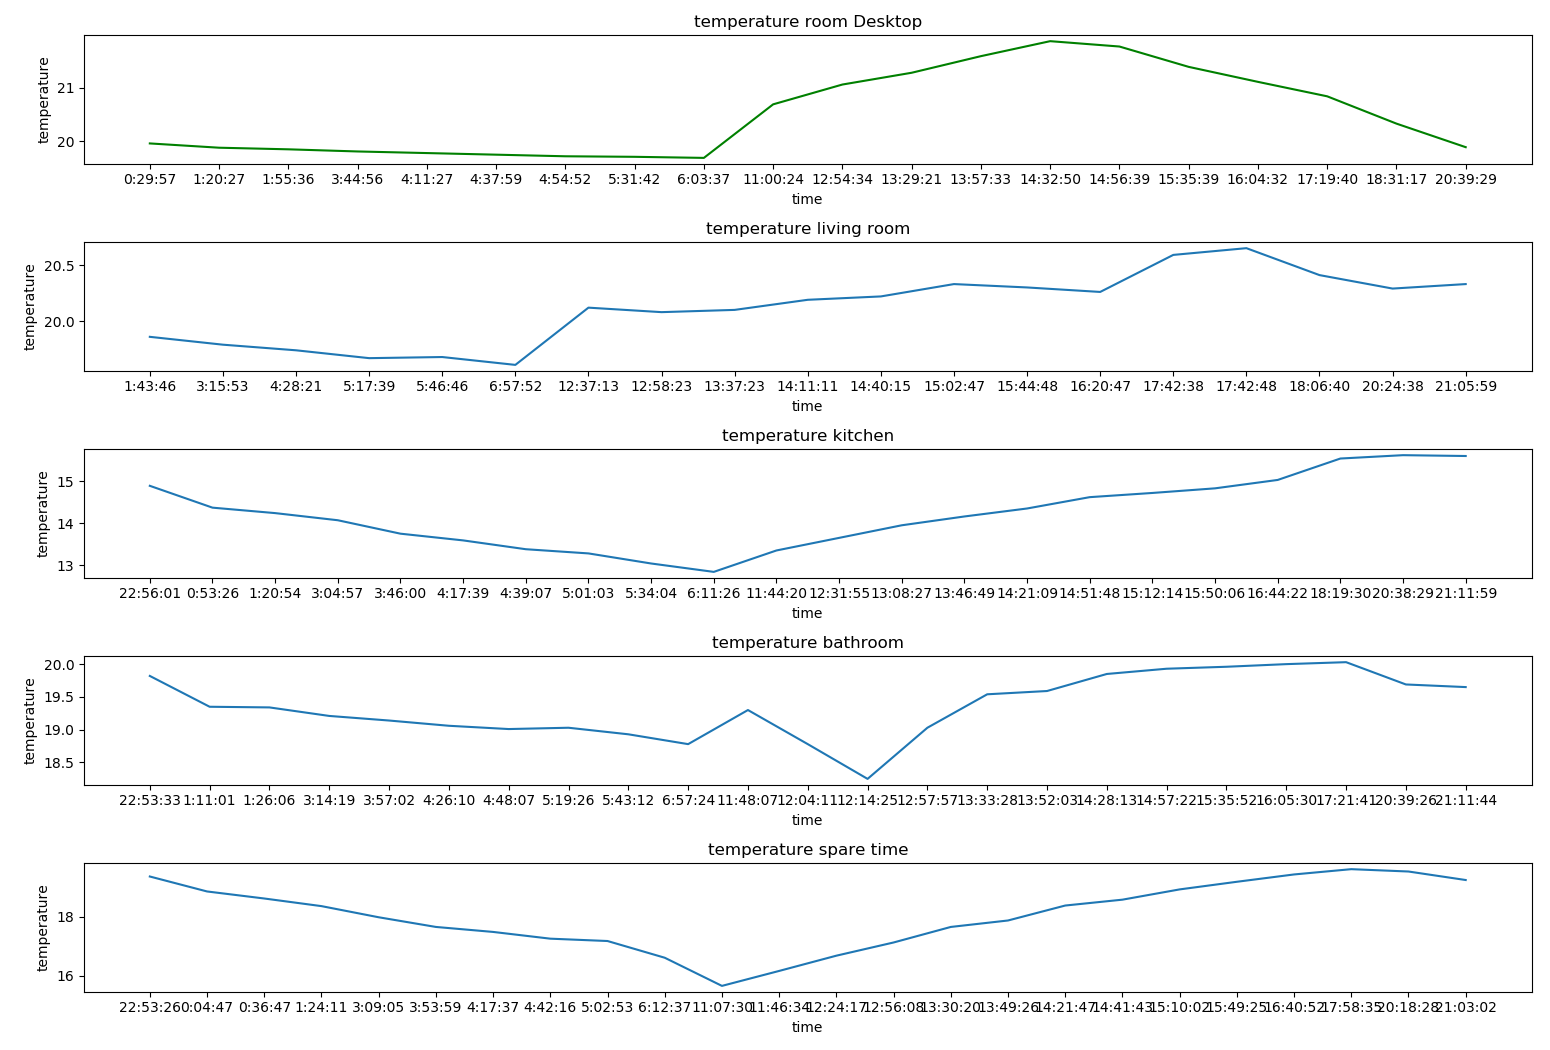 temperature room Desktop
temperature
21
20
0:29:57 1:20:27 1:55:36 3:44:56 4:11:27 4:37:59 4:54:52 5:31:42 6:03:37 11:00:24 12:54:34 13:29:21 13:57:33 14:32:50 14:56:39 15:35:39 16:04:32 17:19:40 18:31:17 20:39:29
time
temperature living room
temperature
20.5
20.0
1:43:46 3:15:53 4:28:21 5:17:39 5:46:46 6:57:52 12:37:13 12:58:23 13:37:23 14:11:11 14:40:15 15:02:47 15:44:48 16:20:47 17:42:38 17:42:48 18:06:40 20:24:38 21:05:59
time
temperature kitchen
temperature
15
14
13
22:56:01 0:53:26 1:20:54 3:04:57 3:46:00 4:17:39 4:39:07 5:01:03 5:34:04 6:11:26 11:44:20 12:31:55 13:08:27 13:46:49 14:21:09 14:51:48 15:12:14 15:50:06 16:44:22 18:19:30 20:38:29 21:11:59
time
temperature bathroom
temperature
20.0
19.5
19.0
18.5
22:53:33 1:11:01 1:26:06 3:14:19 3:57:02 4:26:10 4:48:07 5:19:26 5:43:12 6:57:24 11:48:07 12:04:11 12:14:25 12:57:57 13:33:28 13:52:03 14:28:13 14:57:22 15:35:52 16:05:30 17:21:41 20:39:26 21:11:44
time
temperature spare time
temperature
18
16
22:53:26 0:04:47 0:36:47 1:24:11 3:09:05 3:53:59 4:17:37 4:42:16 5:02:53 6:12:37 11:07:30 11:46:34 12:24:17 12:56:08 13:30:20 13:49:26 14:21:47 14:41:43 15:10:02 15:49:25 16:40:52 17:58:35 20:18:28 21:03:02
time